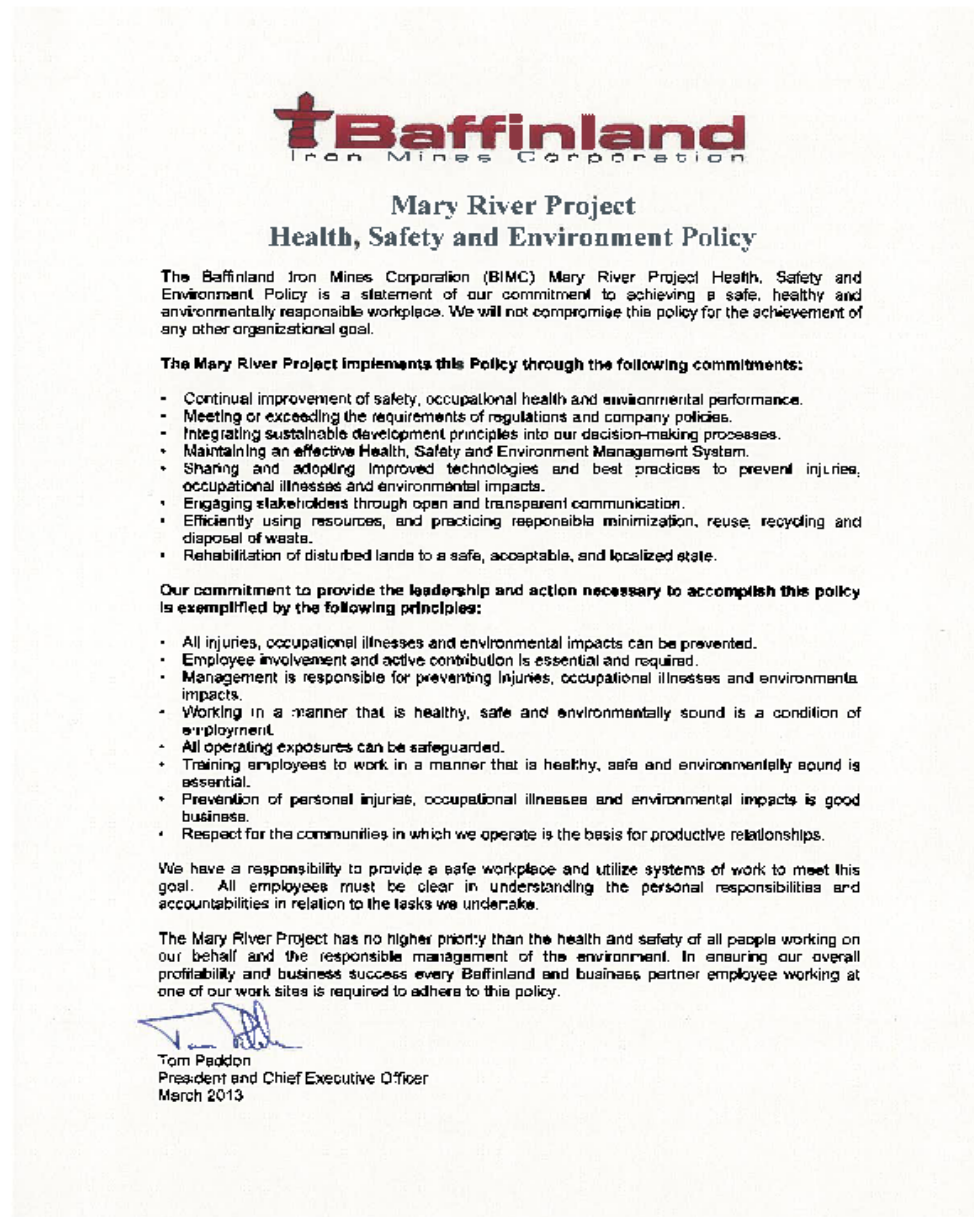 Baffinland
Iron Mines Corporation
Mary River Project
Health, Safety and Environment Policy
The Baffinland Iron Mines Corporation (BIMC) Mary River Project Health, Safety and
Environment Policy is a statement of our commitment to achieving a safe, healthy and
environmentally responsible workplace. We will not compromise this policy for the achievement of
any other organizational goal.
The Mary River Project implements this Policy through the following commitments:
• Continual improvement of safety, occupational health and environmental performance.
• Meeting or exceeding the requirements of regulations and company policies.
• Integrating sustainable development principles into our decision-making processes.
• Maintaining an effective Health, Safety and Environment Management System.
• Sharing and adopting improved technologies and best practices to prevent injuries,
occupational illnesses and environmental impacts.
• Engaging stakeholders through open and transparent communication.
• Efficiently using resources, and practicing responsible minimization, reuse, recycling and
disposal of waste.
• Rehabilitation of disturbed lands to a safe, acceptable, and localized state.
Our commitment to provide the leadership and action necessary to accomplish this policy
is exemplified by the following principles:
• All injuries, occupational illnesses and environmental impacts can be prevented.
• Employee involvement and active contribution is essential and required.
• Management is responsible for preventing injuries, occupational illnesses and environmental
impacts.
• Working in a manner that is healthy, safe and environmentally sound is a condition of
employment.
• All operating exposures can be safeguarded.
• Training employees to work in a manner that is healthy, safe and environmentally sound is
essential.
• Prevention of personal injuries, occupational illnesses and environmental impacts is good
business.
• Respect for the communities in which we operate is the basis for productive relationships.
We have a responsibility to provide a safe workplace and utilize systems of work to meet this
goal. All employees must be clear in understanding the personal responsibilities and
accountabilities in relation to the tasks we undertake.
The Mary River Project has no higher priority than the health and safety of all people working on
our behalf and the responsible management of the environment. In ensuring our overall
profitability and business success every Baffinland and business partner employee working at
one of our work sites is required to adhere to this policy.
Tom Paddon
President and Chief Executive Officer
March 2013